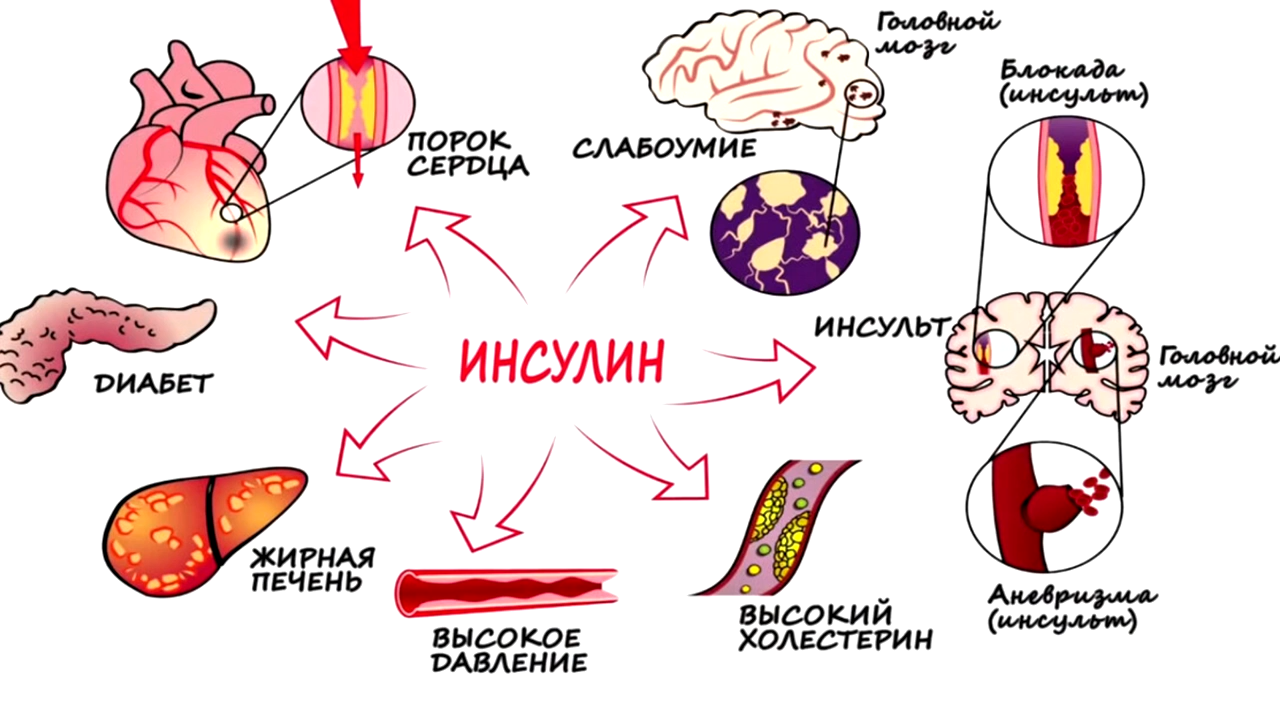 Головной
мозг
Блокада
(инсульт)
ПОРОК
СЕРДЦА
СЛАБОУМИЕ
ИНСУЛЬТ
ИНСУЛИН
Головной
мозг
ДИАБЕТ
ЖИРНАЯ
ПЕЧЕНЬ
ВЫСОКОЕ
ДАВЛЕНИЕ
ВЫСОКИЙ
ХОЛЕСТЕРИН
Аневризма
(инсульт)